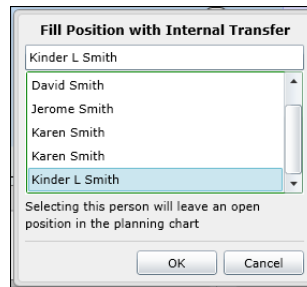 Fill Position with Internal Transfer
Kinder L Smith
David Smith
Jerome Smith
Karen Smith
Karen Smith
Kinder L Smith
Selecting this person will leave an open
position in the planning chart
OK Cancel